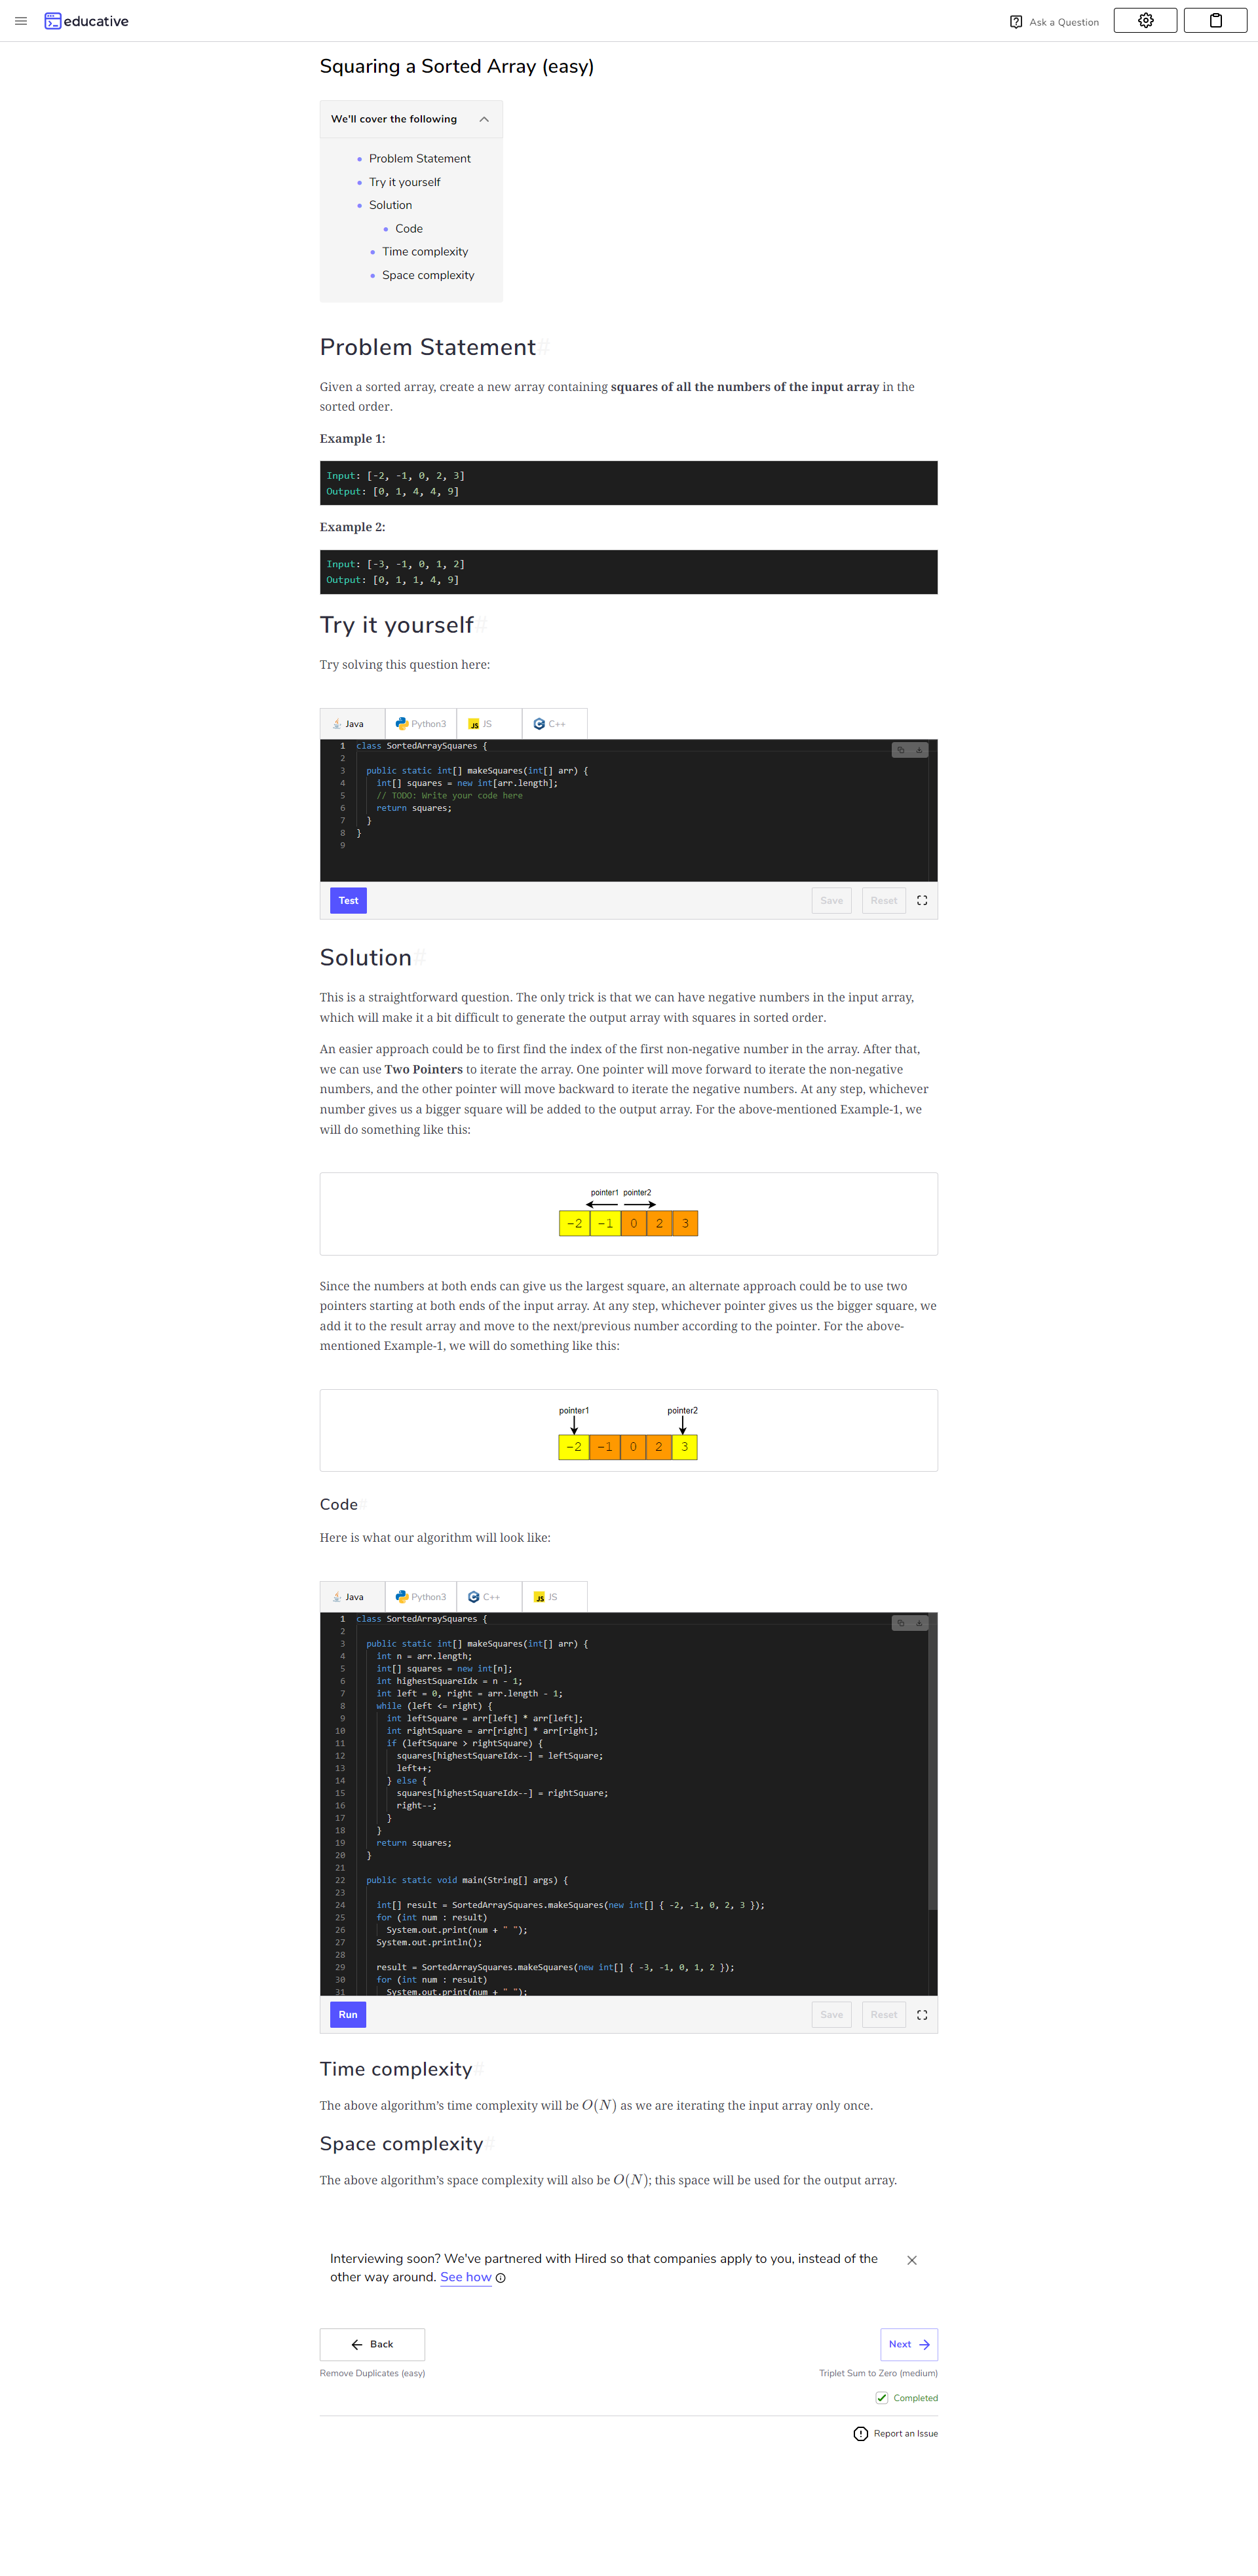 educative
Ask a Question
Squaring a Sorted Array (easy)
We'll cover the following
Problem Statement
Try it yourself
Solution
Code
Time complexity
Space complexity
Problem Statement#
Given a sorted array, create a new array containing squares of all the numbers of the input array in the
sorted order.
Example 1:
Input: [-2, -1, 0, 2, 3]
Output: [0, 1, 4, 4, 9]
Example 2:
Input: [-3, -1, 0, 1, 2]
Output: [0, 1, 1, 4, 9]
Try it yourself#
Try solving this question here:
Java Python3 JS C++
1 class SortedArraySquares {
2
3 public static int[] makeSquares(int[] arr) {
4 int[] squares = new int[arr.length];
5 // TODO: Write your code here
6 return squares;
7 }
8 }
9
Test Save Reset
Solution#
This is a straightforward question. The only trick is that we can have negative numbers in the input array,
which will make it a bit difficult to generate the output array with squares in sorted order.
An easier approach could be to first find the index of the first non-negative number in the array. After that,
we can use Two Pointers to iterate the array. One pointer will move forward to iterate the non-negative
numbers, and the other pointer will move backward to iterate the negative numbers. At any step, whichever
number gives us a bigger square will be added to the output array. For the above-mentioned Example-1, we
will do something like this:
pointer1 pointer2
-2 -1 0 2 3
Since the numbers at both ends can give us the largest square, an alternate approach could be to use two
pointers starting at both ends of the input array. At any step, whichever pointer gives us the bigger square, we
add it to the result array and move to the next/previous number according to the pointer. For the above-
mentioned Example-1, we will do something like this:
pointer1 pointer2
-2 -1 0 2 3
Code#
Here is what our algorithm will look like:
Java Python3 C++ JS
1 class SortedArraySquares {
2
3 public static int[] makeSquares(int[] arr) {
4 int n = arr.length;
5 int[] squares = new int[n];
6 int highestSquareIdx = n - 1;
7 int left = 0, right = arr.length - 1;
8 while (left <= right) {
9 int leftSquare = arr[left] * arr[left];
10 int rightSquare = arr[right] * arr[right];
11 if (leftSquare > rightSquare) {
12 squares[highestSquareIdx--] = leftSquare;
13 left++;
14 } else {
15 squares[highestSquareIdx--] = rightSquare;
16 right--;
17 }
18 }
19 return squares;
20 }
21
22 public static void main(String[] args) {
23
24 int[] result = SortedArraySquares.makeSquares(new int[] { -2, -1, 0, 2, 3 });
25 for (int num : result)
26 System.out.print(num + " ");
27 System.out.println();
28
29 result = SortedArraySquares.makeSquares(new int[] { -3, -1, 0, 1, 2 });
30 for (int num : result)
31 System.out.print(num + " ");
Run Save Reset
Time complexity#
The above algorithm's time complexity will be O(N) as we are iterating the input array only once.
Space complexity#
The above algorithm's space complexity will also be O(N); this space will be used for the output array.
Interviewing soon? We've partnered with Hired so that companies apply to you, instead of the
other way around. See how
Back Next
Remove Duplicates (easy) Triplet Sum to Zero (medium)
Completed
Report an Issue